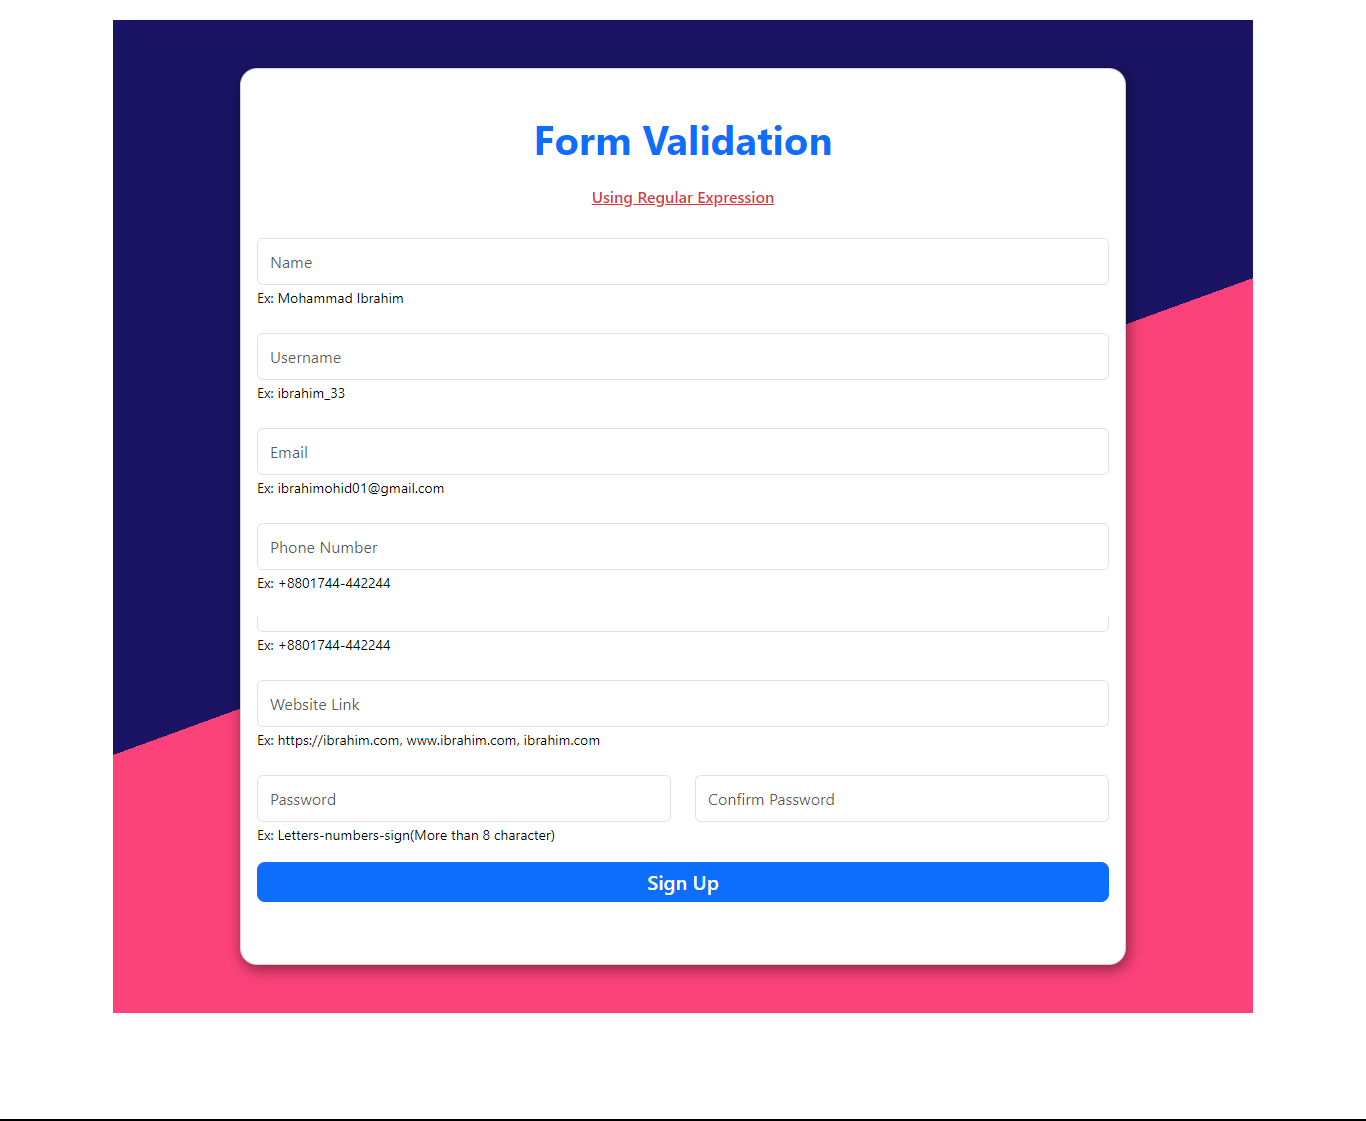 Form Validation
Using Regular Expression
Name
Ex: Mohammad Ibrahim
Username
Ex: ibrahim_33
Email
Ex: ibrahimohid01@gmail.com
Phone Number
Ex: +8801744-442244
Ex: +8801744-442244
Website Link
Ex: https://ibrahim.com, www.ibrahim.com, ibrahim.com
Password Confirm Password
Ex: Letters-numbers-sign(More than 8 character)
Sign Up